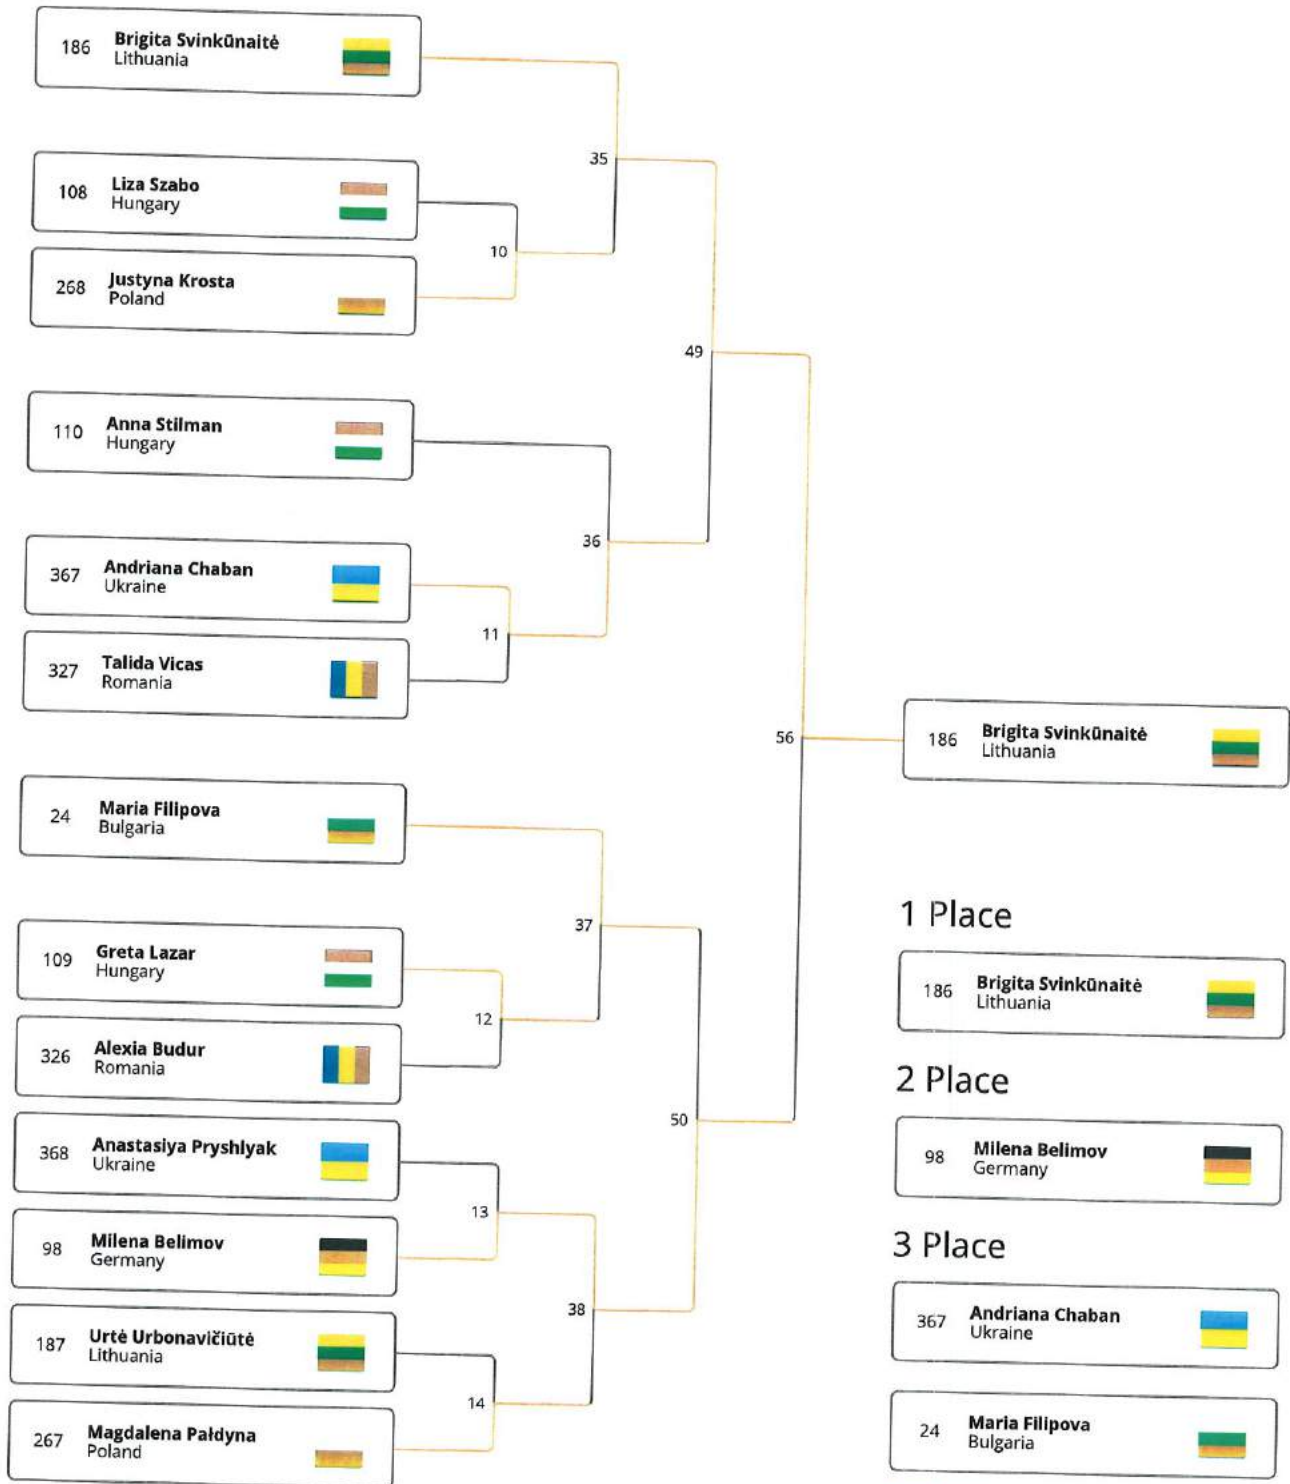 186 Brigita Svinkūnaitė
Lithuania
35
108 Liza Szabo
Hungary
10
268 Justyna Krosta
Poland
49
110 Anna Stilman
Hungary
36
367 Andriana Chaban
Ukraine
11
327 Talida Vicas
Romania
56
186 Brigita Svinkūnaitė
Lithuania
24 Maria Filipova
Bulgaria
37
109 Greta Lazar
Hungary
12
326 Alexia Budur
Romania
50
368 Anastasiya Pryshlyak
Ukraine
13
98 Milena Belimov
Germany
38
187 Urtė Urbonavičiūtė
Lithuania
14
267 Magdalena Pałdyna
Poland
1 Place
186 Brigita Svinkūnaitė
Lithuania
2 Place
98 Milena Belimov
Germany
3 Place
367 Andriana Chaban
Ukraine
24 Maria Filipova
Bulgaria